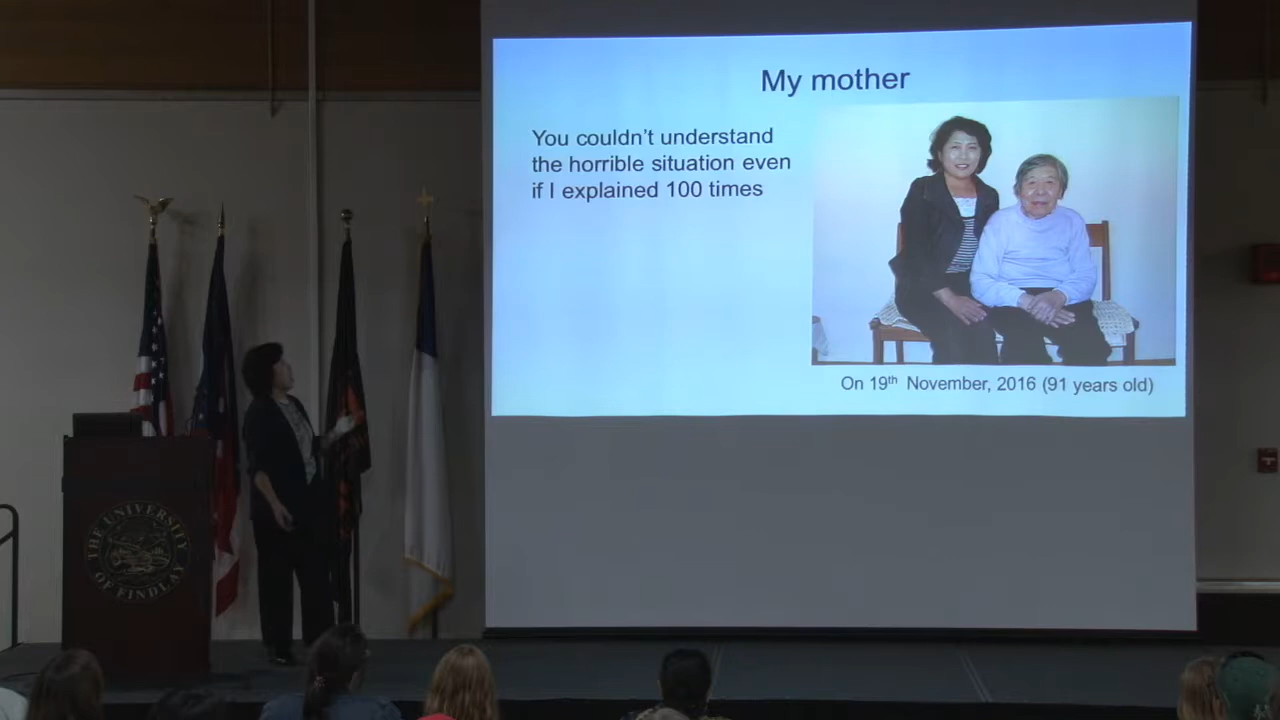 My mother
You couldn't understand
the horrible situation even
if I explained 100 times
On 19th November, 2016 (91 years old)
THE UNIVERSITY
OF FINDLAY